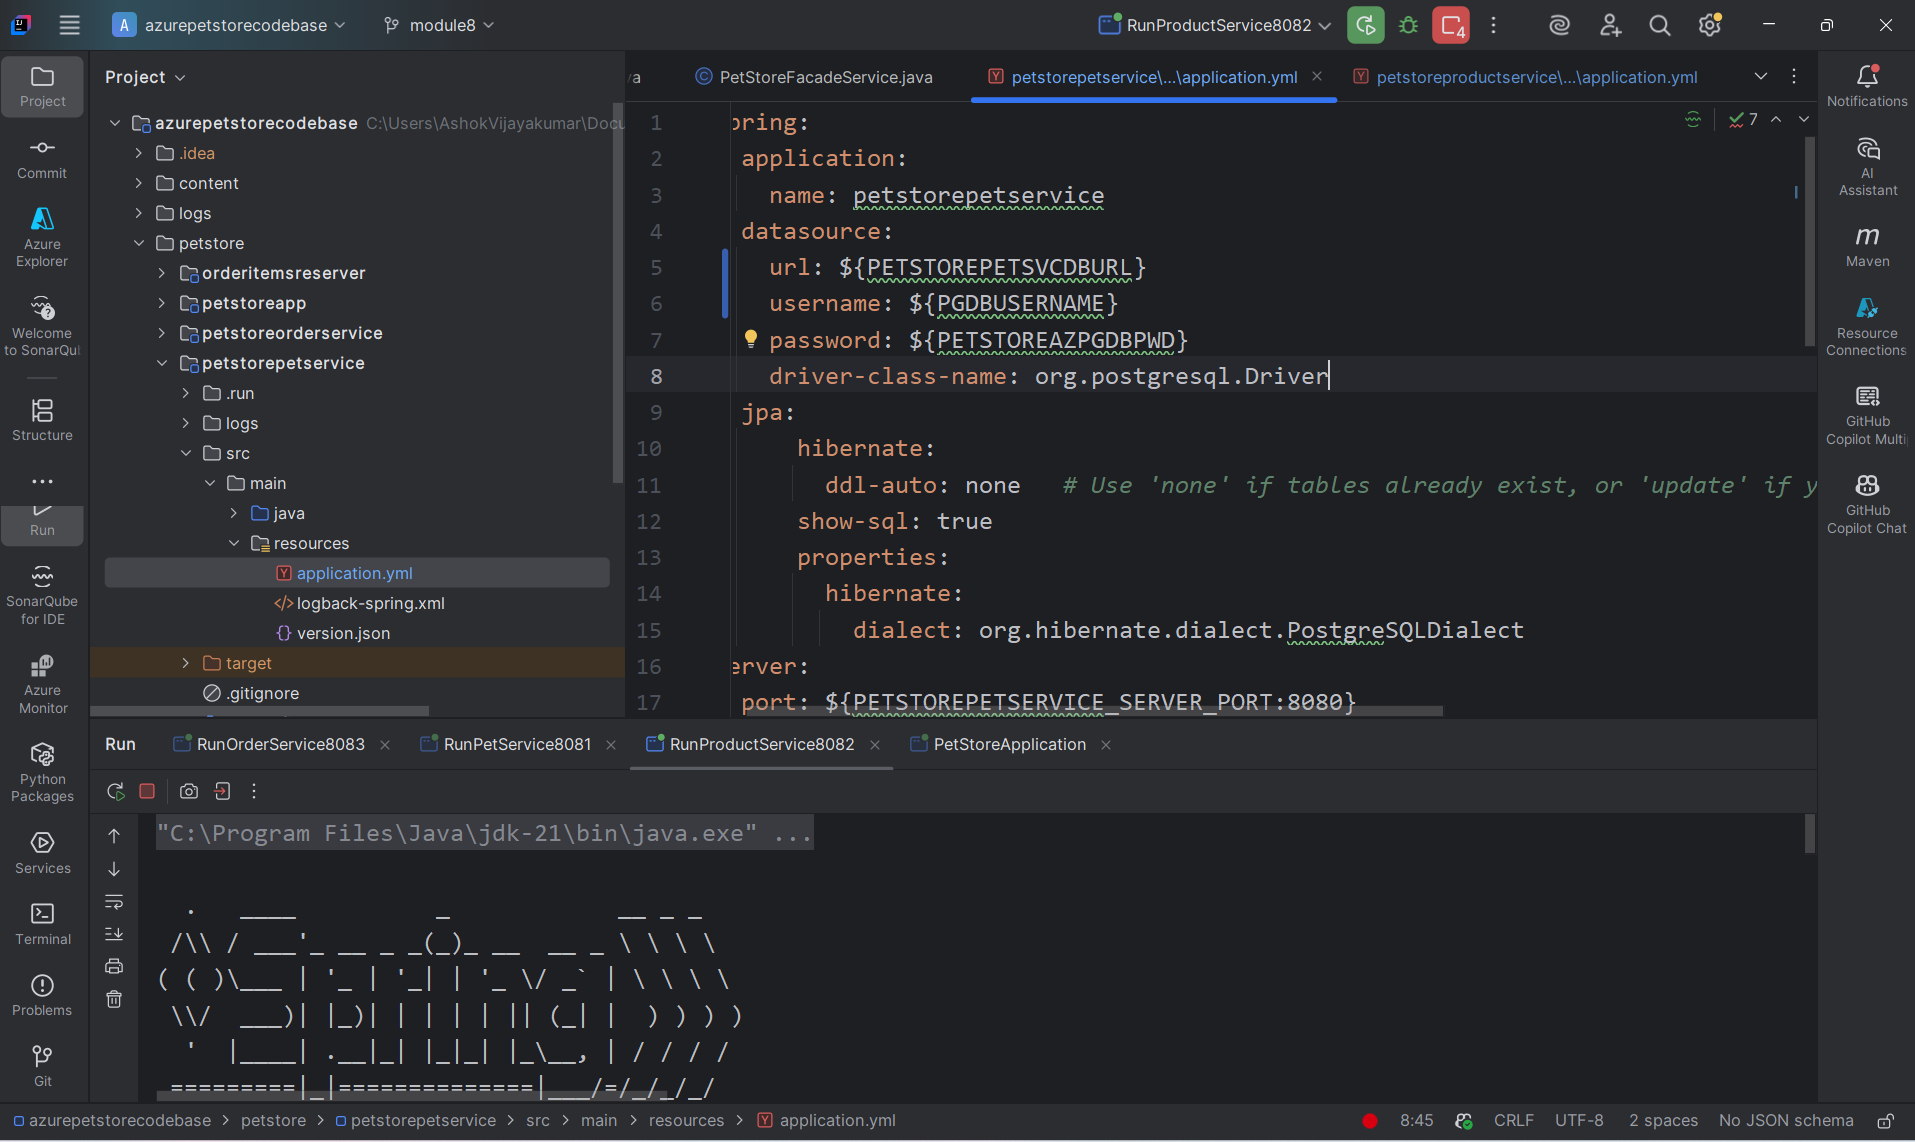 A azurepetstorecodebase module8 RunProductService8082 4
Project
Project
PetStoreFacadeService.java petstorepetservice\...\application.yml petstoreproductservice\...\application.yml
Notifications
Commit
Azure Explorer
Welcome
Structure
Run
SonarQube for IDE
Azure Monitor
Python Packages
Services
Terminal
Problems
Git
azurepetstorecodebase C:\Users\AshokVijayakumar\Docu
.idea
content
logs
petstore
orderitemsreserver
petstoreapp
petstoreorderservice
petstorepetservice
.run
logs
src
main
java
resources
application.yml
logback-spring.xml
version.json
target
.gitignore
1 pring:
2 application:
3 name: petstorepetservice
4 datasource:
5 url: ${PETSTOREPETSVCDBURL}
6 username: ${PGDBUSERNAME}
7 password: ${PETSTOREAZPGDBPWD}
8 driver-class-name: org.postgresql.Driver
9 jpa:
10 hibernate:
11 ddl-auto: none # Use 'none' if tables already exist, or 'update' if y
12 show-sql: true
13 properties:
14 hibernate:
15 dialect: org.hibernate.dialect.PostgreSQLDialect
16 erver:
17 port: ${PETSTOREPETSERVICE_SERVER_PORT:8080}
7
AI Assistant
m
Maven
Resource Connections
GitHub
Copilot Multi
GitHub
Copilot Chat
to SonarQu
Run RunOrderService8083 RunPetService8081 RunProductService8082 PetStoreApplication
"C:\Program Files\Java\jdk-21\bin\java.exe" ...
azurepetstorecodebase > petstore > petstorepetservice > src > main > resources > application.yml 8:45 CRLF UTF-8 2 spaces No JSON schema